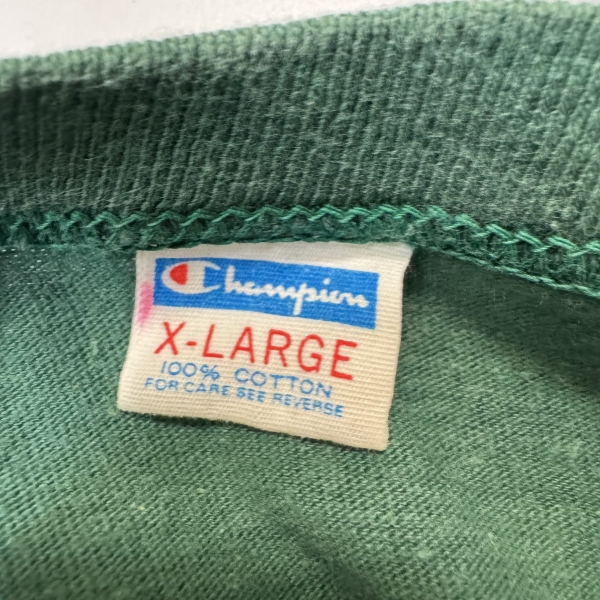 Champion
X-LARGE
100% COTTON
FOR CARE SEE REVERSE